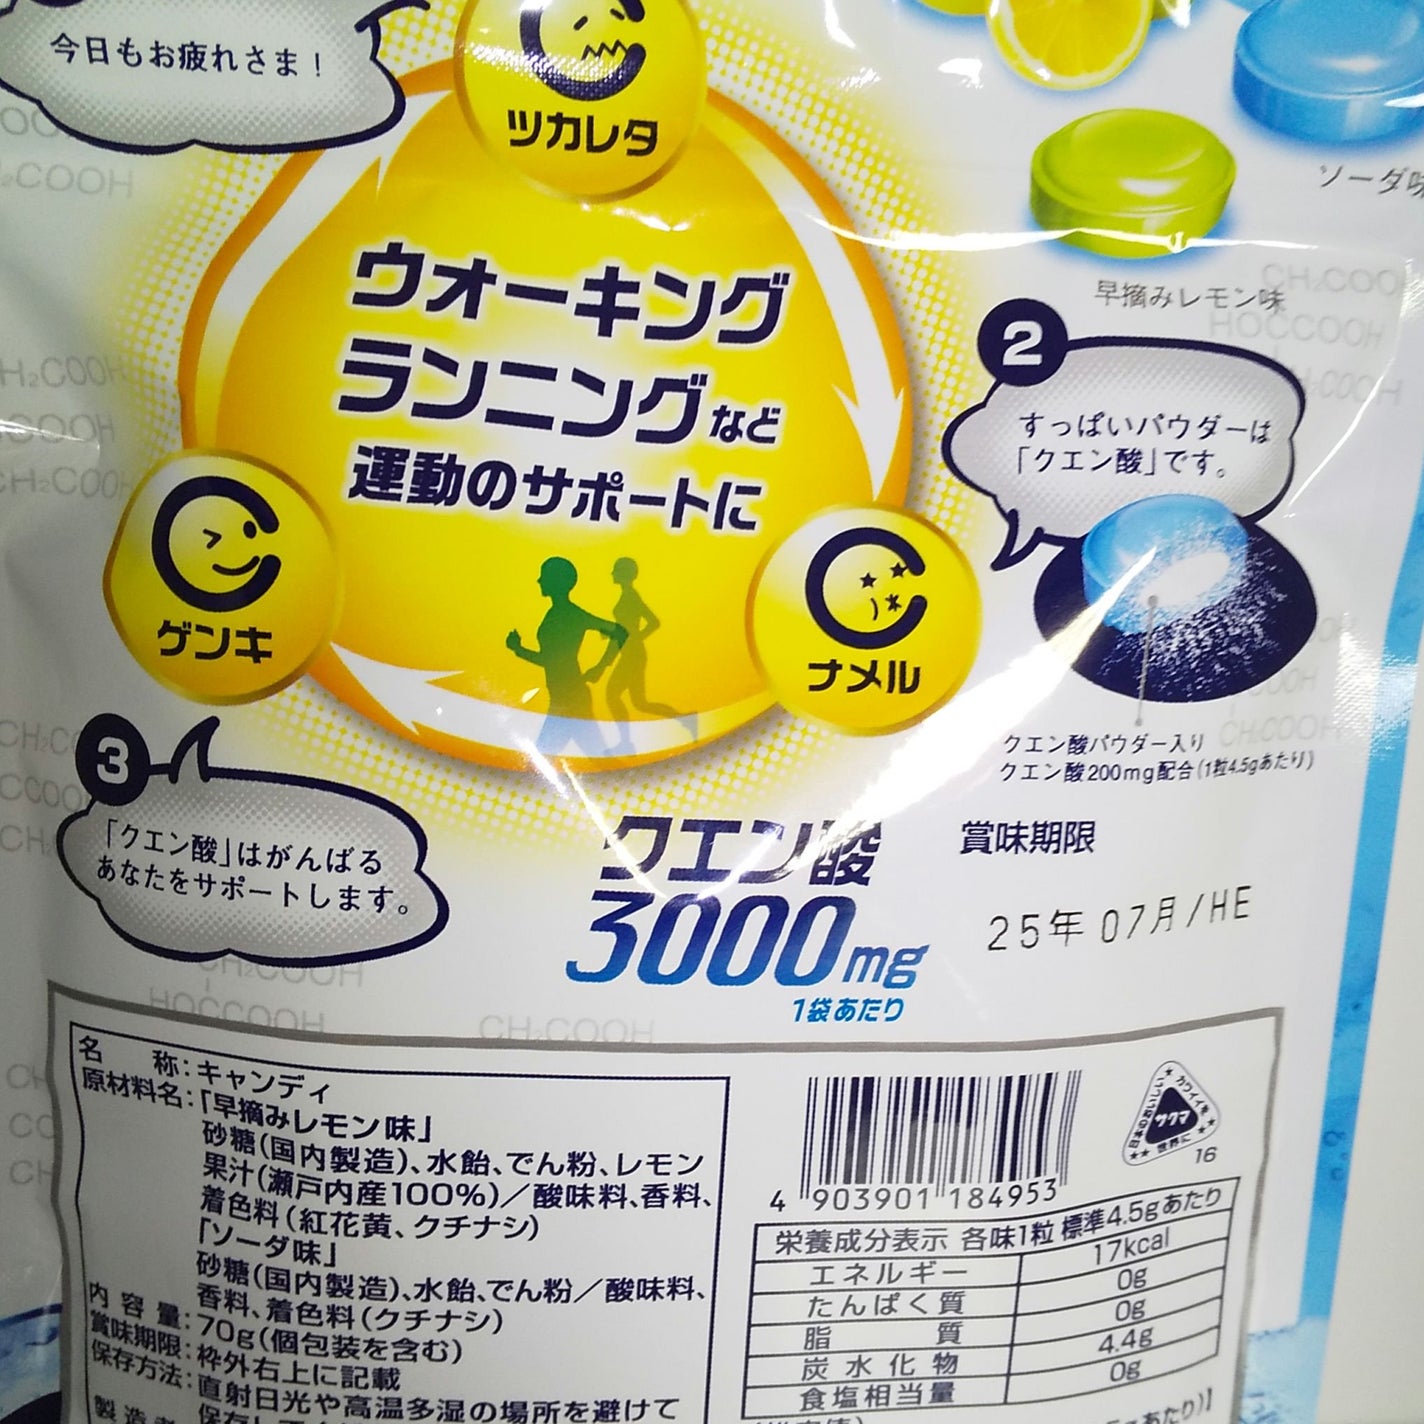 今日もお疲れさま!
ツカレタ
ソーダ味
早摘みレモン味
ウオーキング
ランニングなど
運動のサポートに
2
すっぱいパウダーは
「クエン酸」です。
ゲンキ
ナメル
クエン酸パウダー入り
クエン酸200mg配合(1粒4.5gあたり)
3
「クエン酸」はがんばる
あなたをサポートします。
クエン酸
3000mg
1袋あたり
賞味期限
25年 07月/HE
CH₂COOH
HOCCOOH
CH₂COOH
名称:キャンディ
原材料名:「早摘みレモン味」
砂糖(国内製造)、水飴、でん粉、レモン
果汁(瀬戸内産100%)/酸味料、香料、
着色料(紅花黄、クチナシ)
「ソーダ味」
砂糖(国内製造)、水飴、でん粉/酸味料、
香料、着色料(クチナシ)
内容量:70g(個包装を含む)
賞味期限:枠外右上に記載
保存方法:直射日光や高温多湿の場所を避けて
4 903901 184953
サクマ
16
栄養成分表示 各味1粒 標準4.5gあたり
エネルギー 17kcal
たんぱく質 0g
脂質 0g
炭水化物 4.4g
食塩相当量 0g